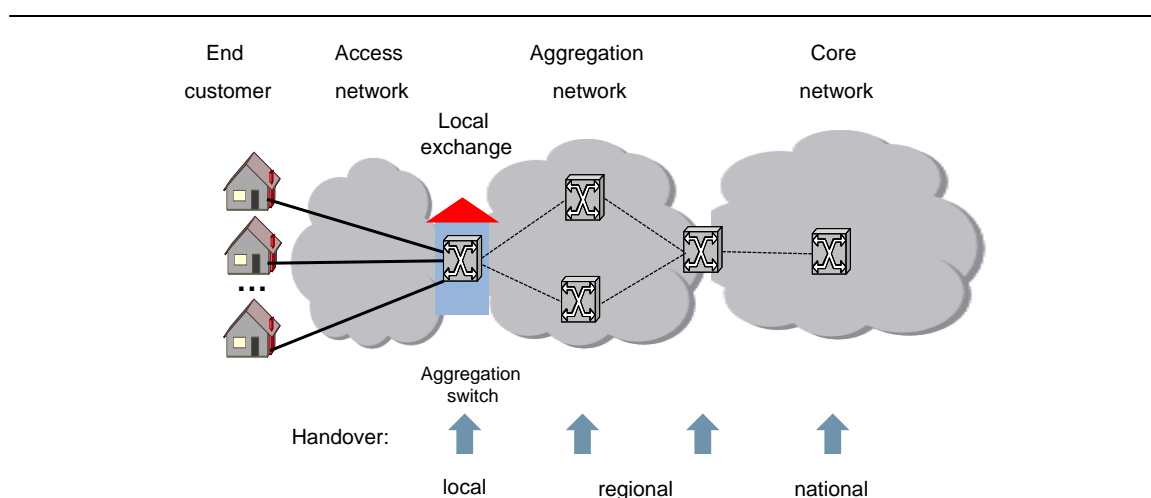 End
customer
Access
network
Aggregation
network
Core
network
Local
exchange
...
Aggregation
switch
Handover:
local
regional
national